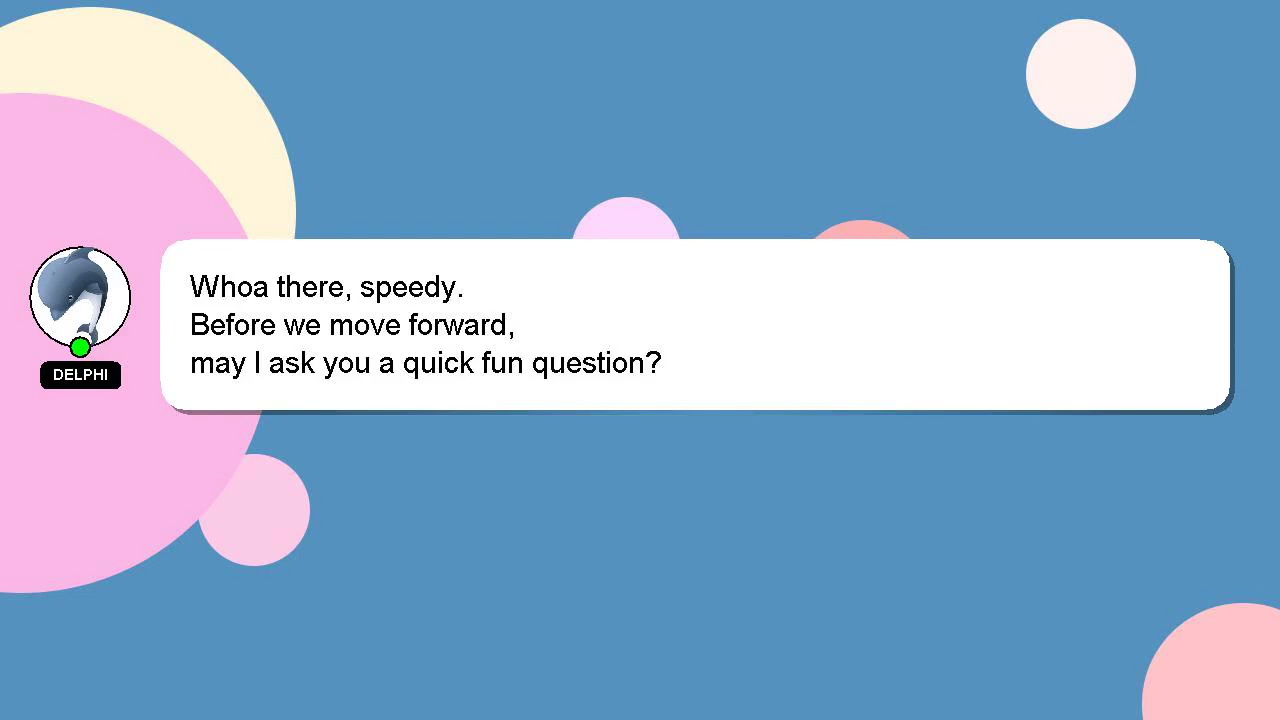 Whoa there, speedy.
Before we move forward,
may I ask you a quick fun question?
DELPHI